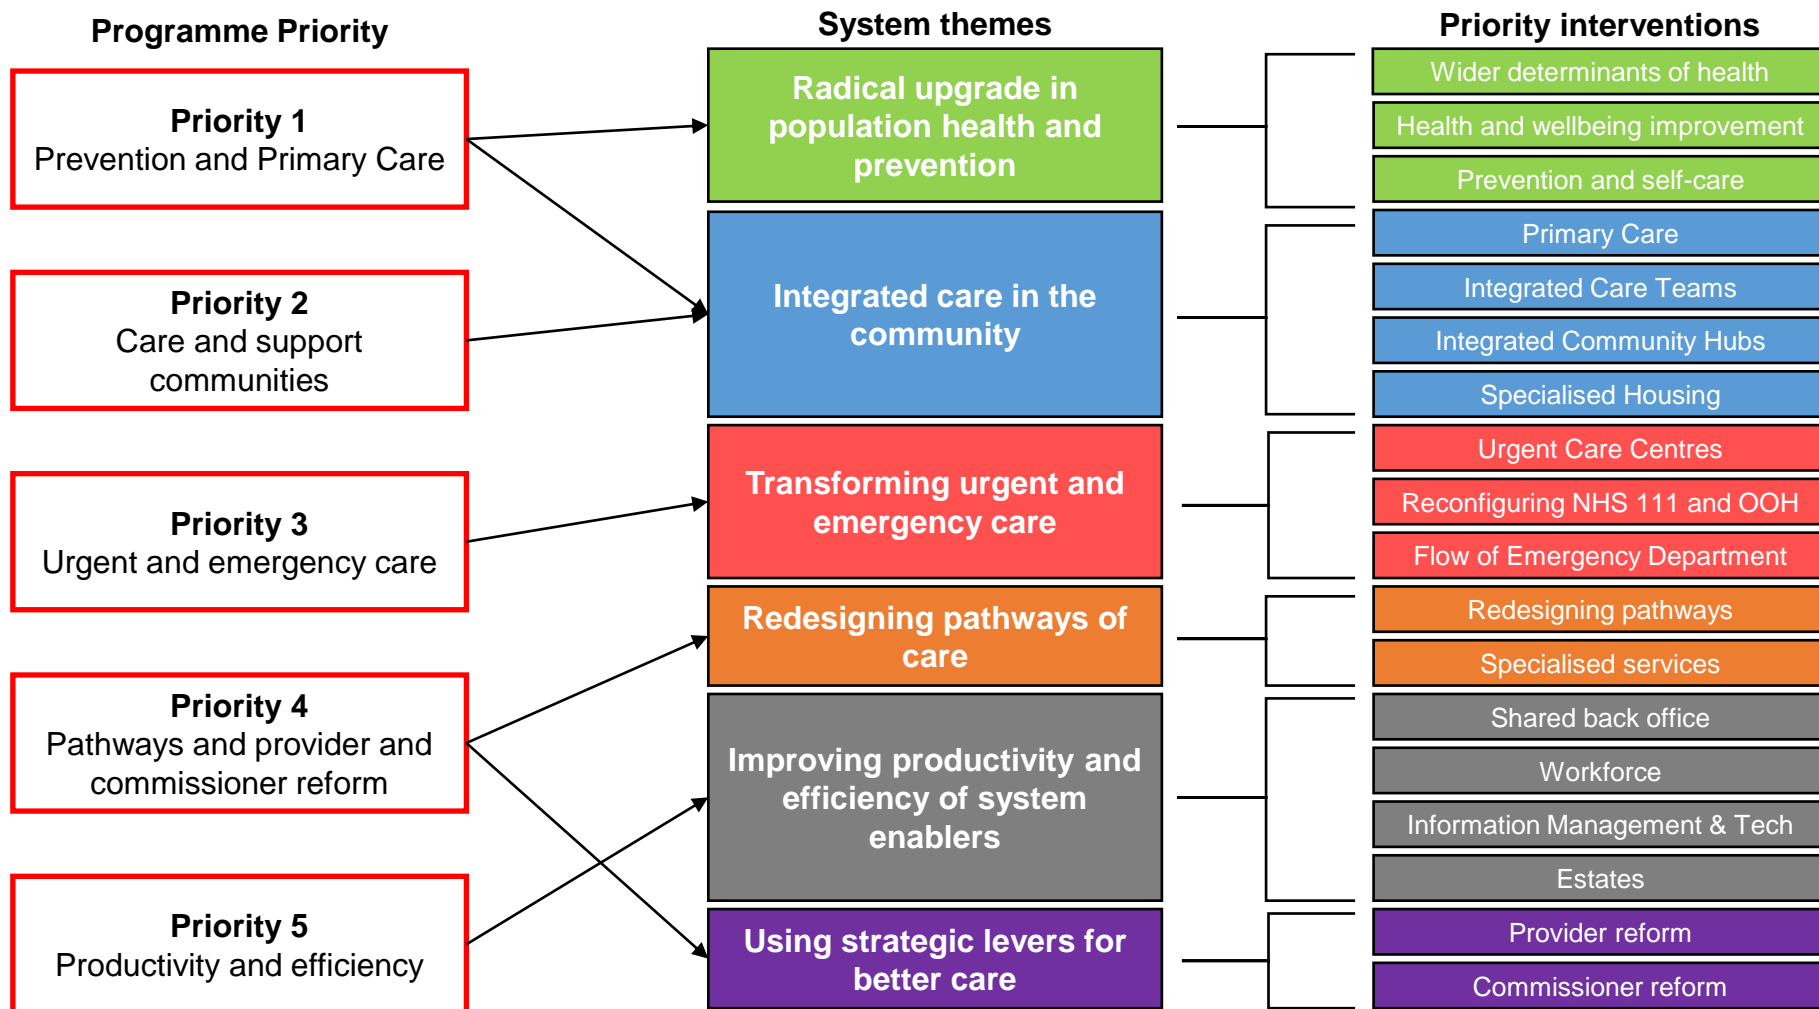 Programme Priority
Priority 1
Prevention and Primary Care
Priority 2
Care and support
communities
Priority 3
Urgent and emergency care
Priority 4
Pathways and provider and
commissioner reform
Priority 5
Productivity and efficiency
System themes
Radical upgrade in
population health and
prevention
Integrated care in the
community
Transforming urgent and
emergency care
Redesigning pathways of
care
Improving productivity and
efficiency of system
enablers
Using strategic levers for
better care
Priority interventions
Wider determinants of health
Health and wellbeing improvement
Prevention and self-care
Primary Care
Integrated Care Teams
Integrated Community Hubs
Specialised Housing
Urgent Care Centres
Reconfiguring NHS 111 and OOH
Flow of Emergency Department
Redesigning pathways
Specialised services
Shared back office
Workforce
Information Management & Tech
Estates
Provider reform
Commissioner reform